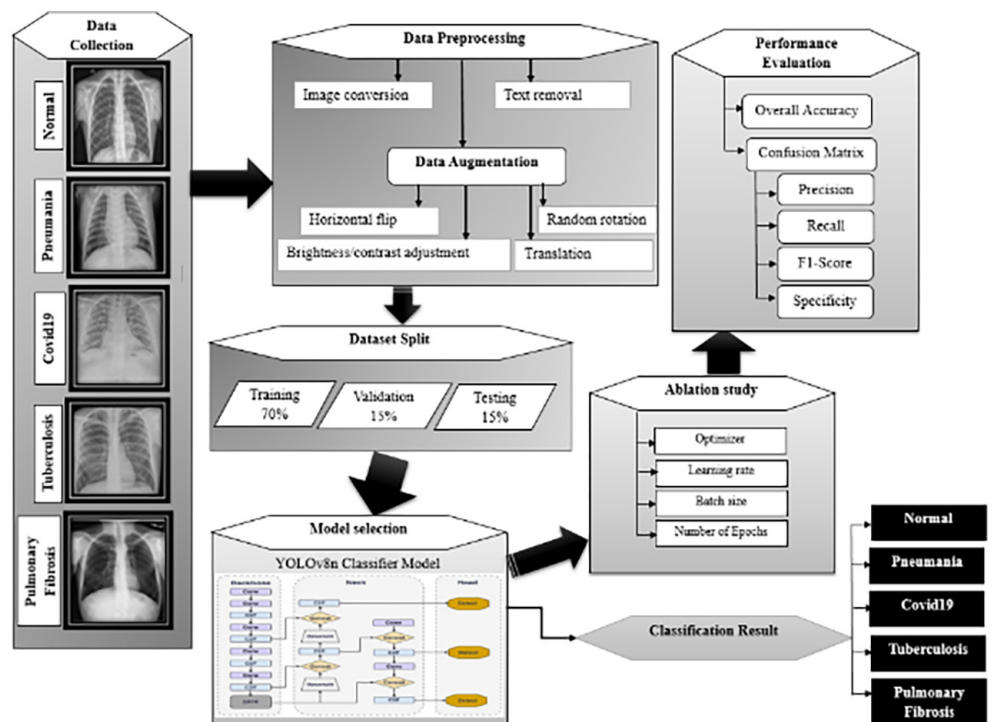 Data
Collection
Normal
Pneumania
Covid19
Tuberculosis
Pulmonary
Fibrosis
Data Preprocessing
Image conversion
Text removal
Data Augmentation
Horizontal flip
Random rotation
Brightness/contrast adjustment
Translation
Dataset Split
Training
70%
Validation
15%
Testing
15%
Model selection
YOLOv8n Classifier Model
Backbone
Neck
Head
Ablation study
Optimizer
Learning rate
Batch size
Number of Epochs
Performance
Evaluation
Overall Accuracy
Confusion Matrix
Precision
Recall
F1-Score
Specificity
Classification Result
Normal
Pneumania
Covid19
Tuberculosis
Pulmonary
Fibrosis